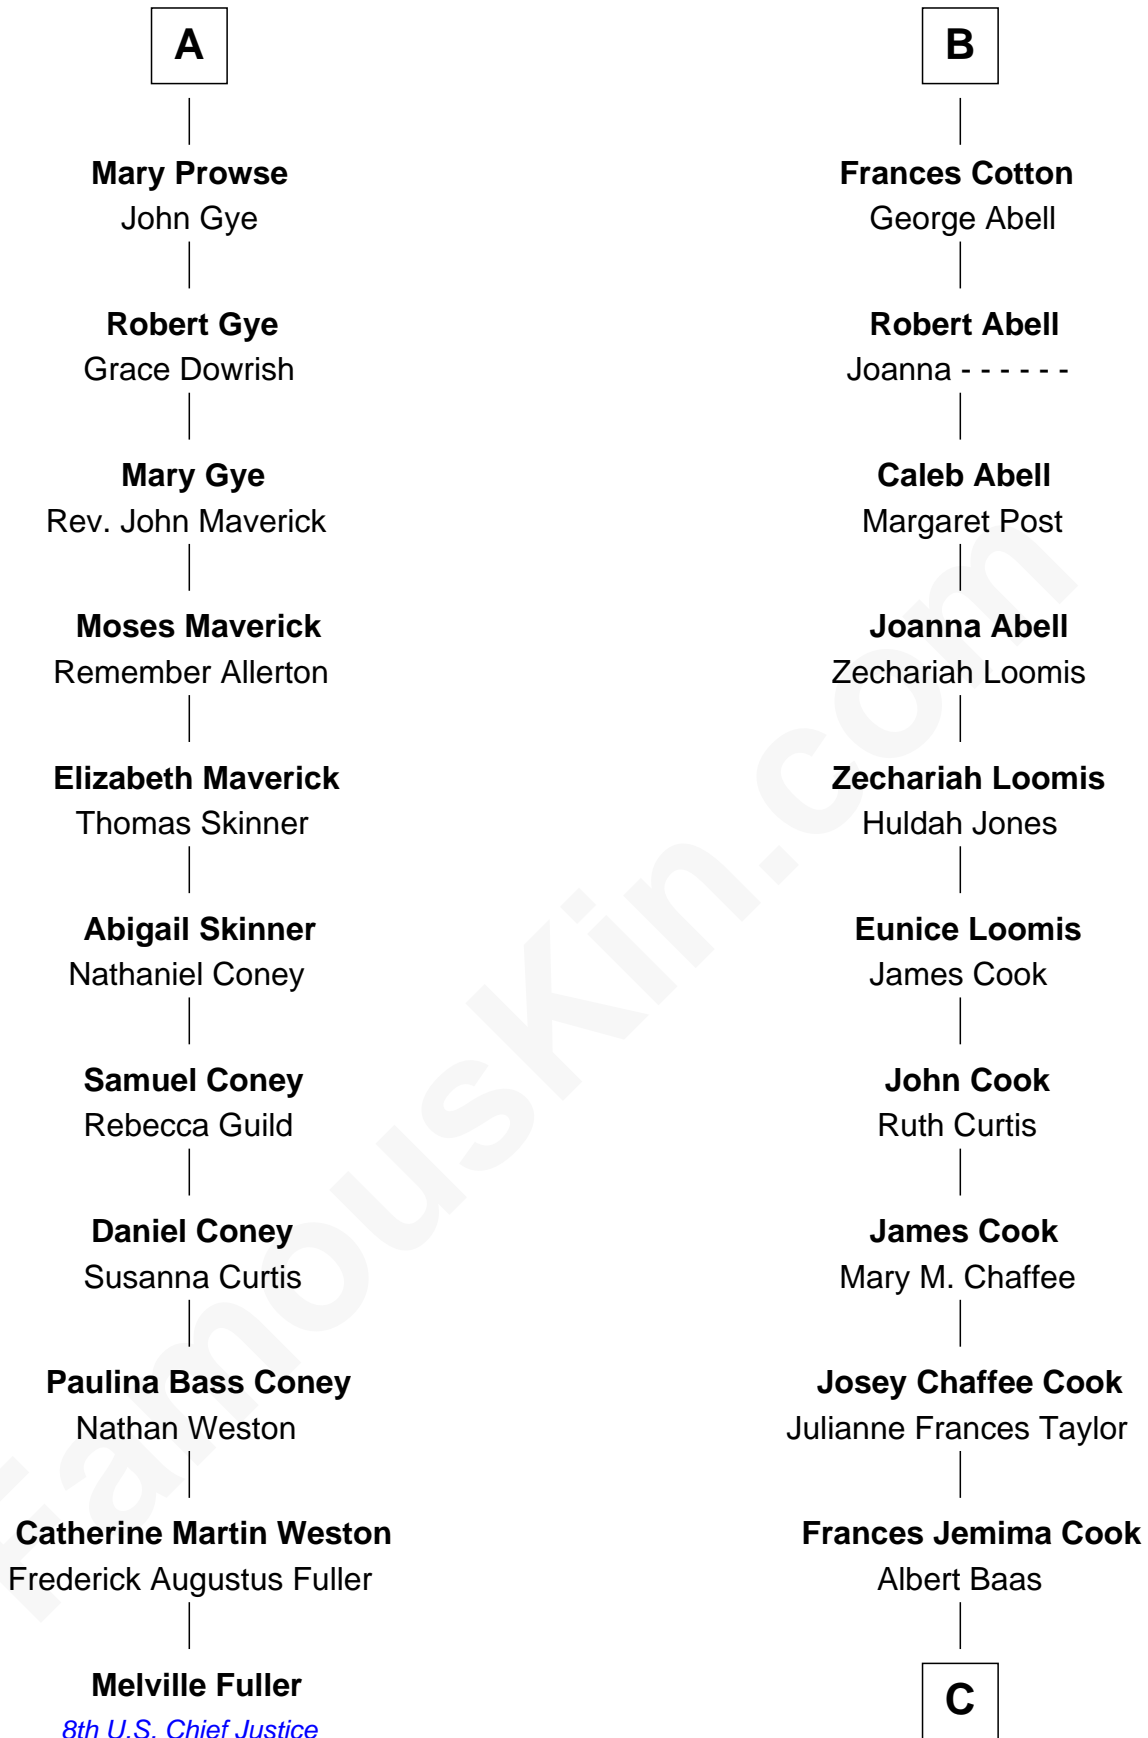 A
Mary Prowse
John Gye
Robert Gye
Grace Dowrish
Mary Gye
Rev. John Maverick
Moses Maverick
Remember Allerton
Elizabeth Maverick
Thomas Skinner
Abigail Skinner
Nathaniel Coney
Samuel Coney
Rebecca Guild
Daniel Coney
Susanna Curtis
Paulina Bass Coney
Nathan Weston
Catherine Martin Weston
Frederick Augustus Fuller
Melville Fuller
8th U.S. Chief Justice
B
Frances Cotton
George Abell
Robert Abell
Joanna - - - - - -
Caleb Abell
Margaret Post
Joanna Abell
Zechariah Loomis
Zechariah Loomis
Huldah Jones
Eunice Loomis
James Cook
John Cook
Ruth Curtis
James Cook
Mary M. Chaffee
Josey Chaffee Cook
Julianne Frances Taylor
Frances Jemima Cook
Albert Baas
C
FamousKin.com